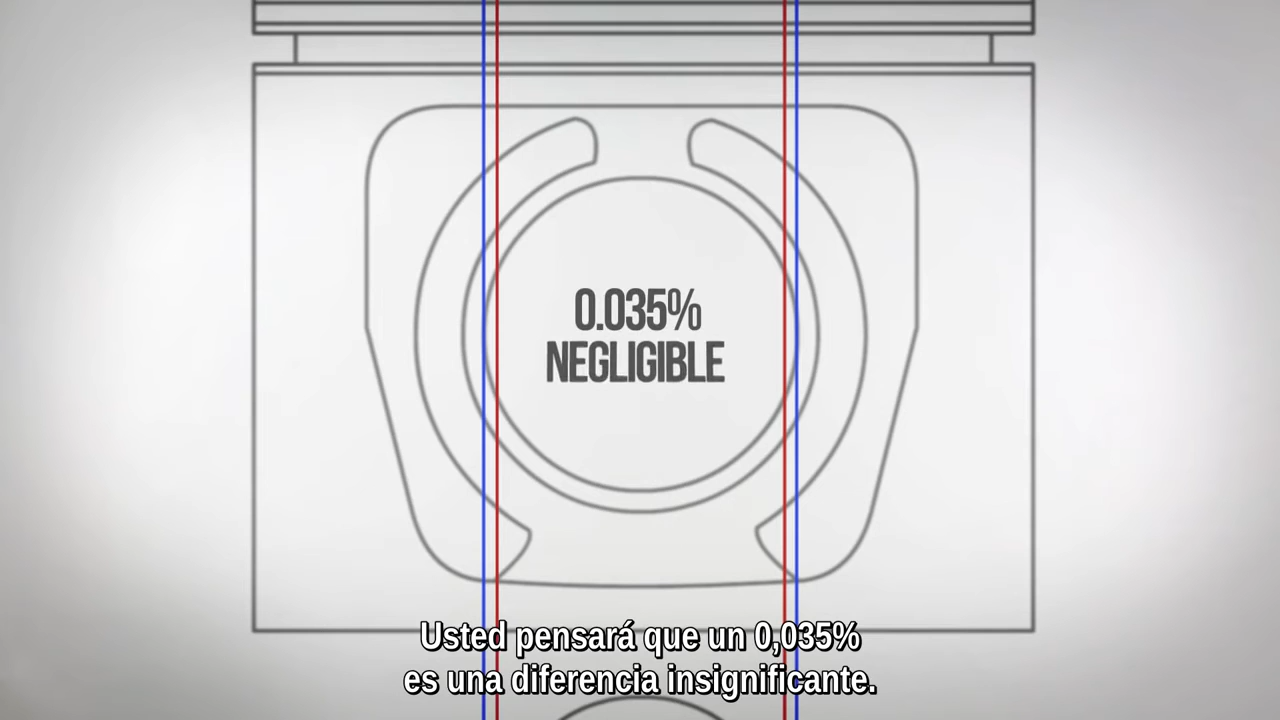 0.035%
NEGLIGIBLE
Usted pensará que un 0,035%
es una diferencia insignificante.